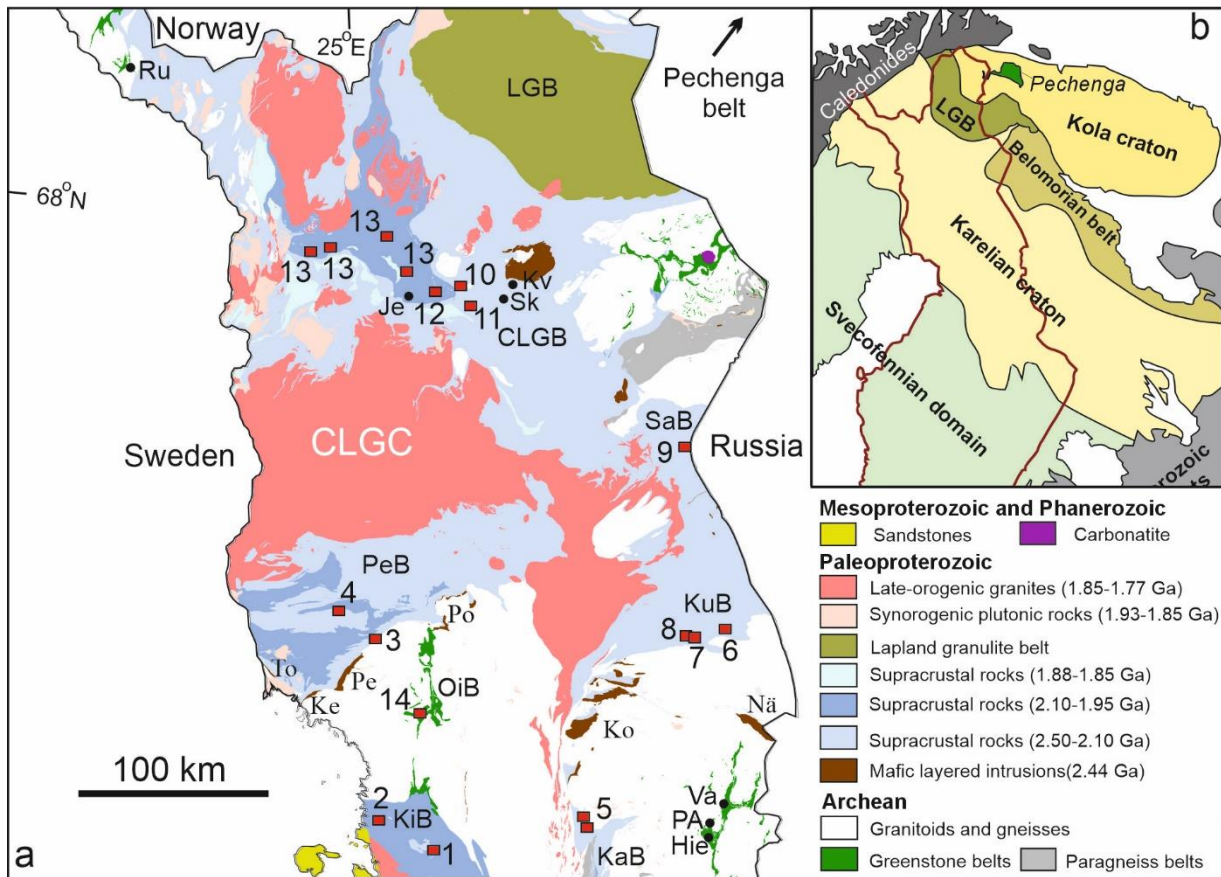 Norway
25°E
Ru
LGB
Pechenga
belt
68°N
13
13
13
13
10
Kv
Sk
Je
12
11
CLGB
Sweden
CLGC
SaB
9
Russia
PeB
4
Po
3
KuB
8
7
6
To
Pe
Ke
OiB
14
Ko
Nä
100 km
2
KiB
1
5
KaB
Va
PA
Hie
a
b
Caledonides
Pechenga
LGB
Kola craton
Belomorian belt
Karelian craton
Svecofennian domain
Mesoproterozoic and Phanerozoic
Sandstones
Carbonatite
Paleoproterozoic
Late-orogenic granites (1.85-1.77 Ga)
Synorogenic plutonic rocks (1.93-1.85 Ga)
Lapland granulite belt
Supracrustal rocks (1.88-1.85 Ga)
Supracrustal rocks (2.10-1.95 Ga)
Supracrustal rocks (2.50-2.10 Ga)
Mafic layered intrusions(2.44 Ga)
Archean
Granitoids and gneisses
Greenstone belts
Paragneiss belts